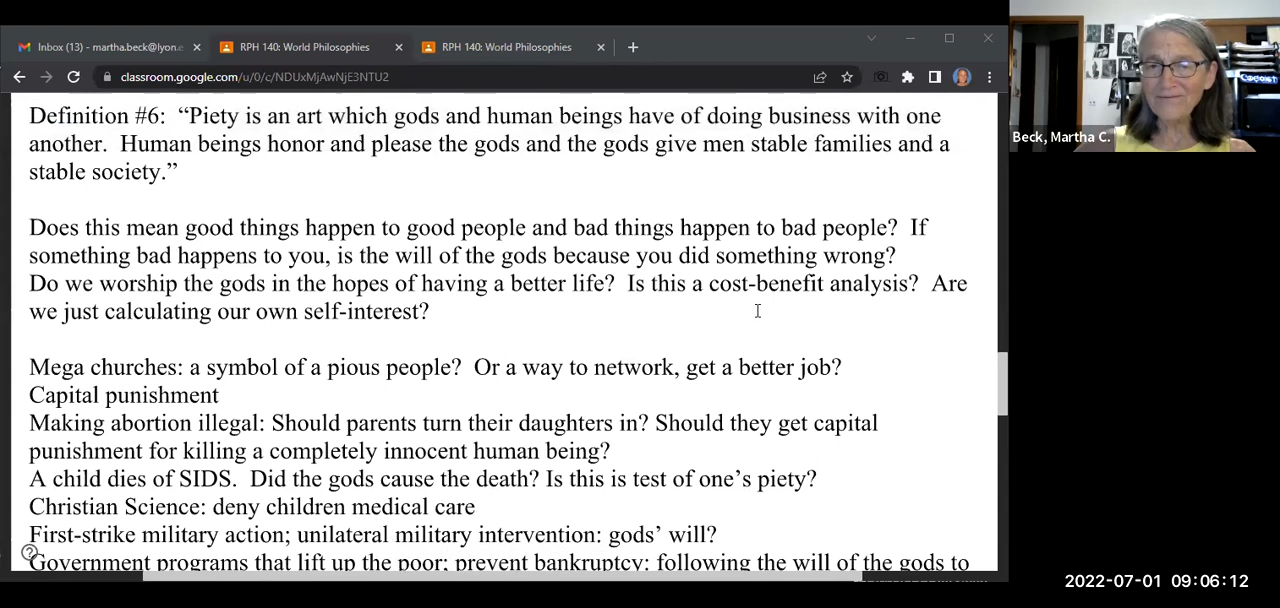 Inbox (13) - martha.beck@lyon.e
RPH 140: World Philosophies
RPH 140: World Philosophies
classroom.google.com/u/0/c/NDUxMjAwNjE3NTU2
Definition #6: “Piety is an art which gods and human beings have of doing business with one
another. Human beings honor and please the gods and the gods give men stable families and a
stable society.”
Does this mean good things happen to good people and bad things happen to bad people? If
something bad happens to you, is the will of the gods because you did something wrong?
Do we worship the gods in the hopes of having a better life? Is this a cost-benefit analysis? Are
we just calculating our own self-interest?
Mega churches: a symbol of a pious people? Or a way to network, get a better job?
Capital punishment
Making abortion illegal: Should parents turn their daughters in? Should they get capital
punishment for killing a completely innocent human being?
A child dies of SIDS. Did the gods cause the death? Is this is test of one’s piety?
Christian Science: deny children medical care
First-strike military action; unilateral military intervention: gods’ will?
Government programs that lift up the poor; prevent bankruptcy: following the will of the gods to
Beck, Martha C.
2022-07-01 09:06:12